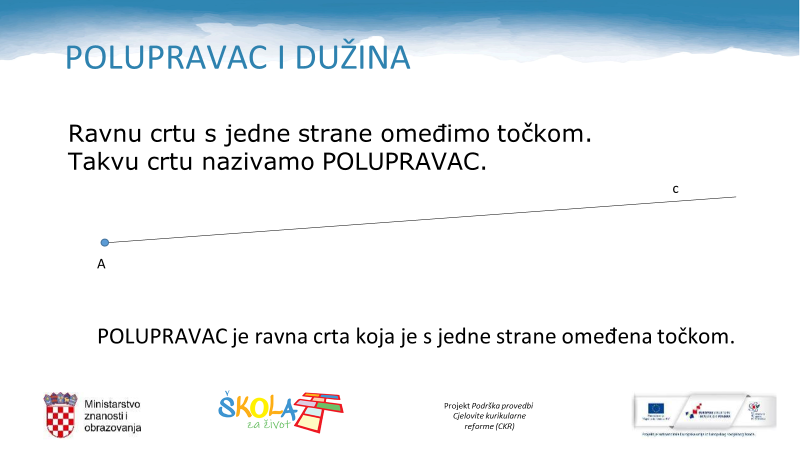 POLUPRAVAC I DUŽINA
Ravnu crtu s jedne strane omeđimo točkom.
Takvu crtu nazivamo POLUPRAVAC.
c
A
POLUPRAVAC je ravna crta koja je s jedne strane omeđena točkom.
Ministarstvo
znanosti i
obrazovanja
ŠKOLA
za život
Projekt Podrška provedbi
Cjelovite kurikularne
reforme (CKR)